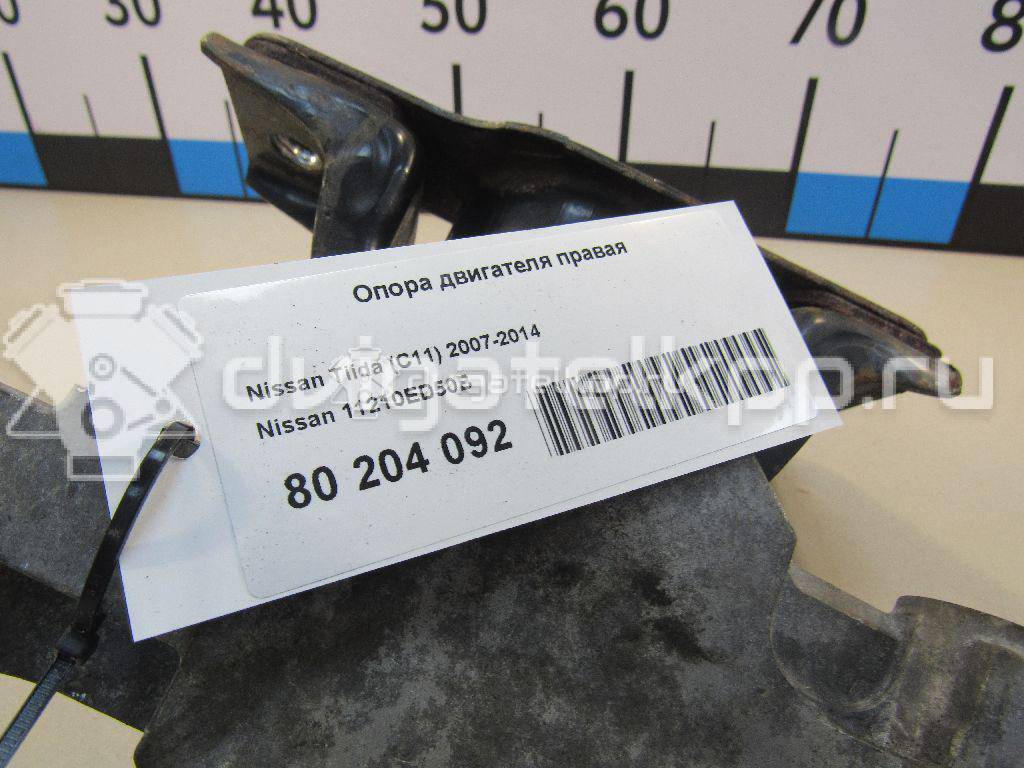 30 40 50 60 70 80
Опора двигателя правая
Nissan Tiida (C11) 2007-2014
Nissan 11210ED50B
80 204 092
dvigatelkpp.ru